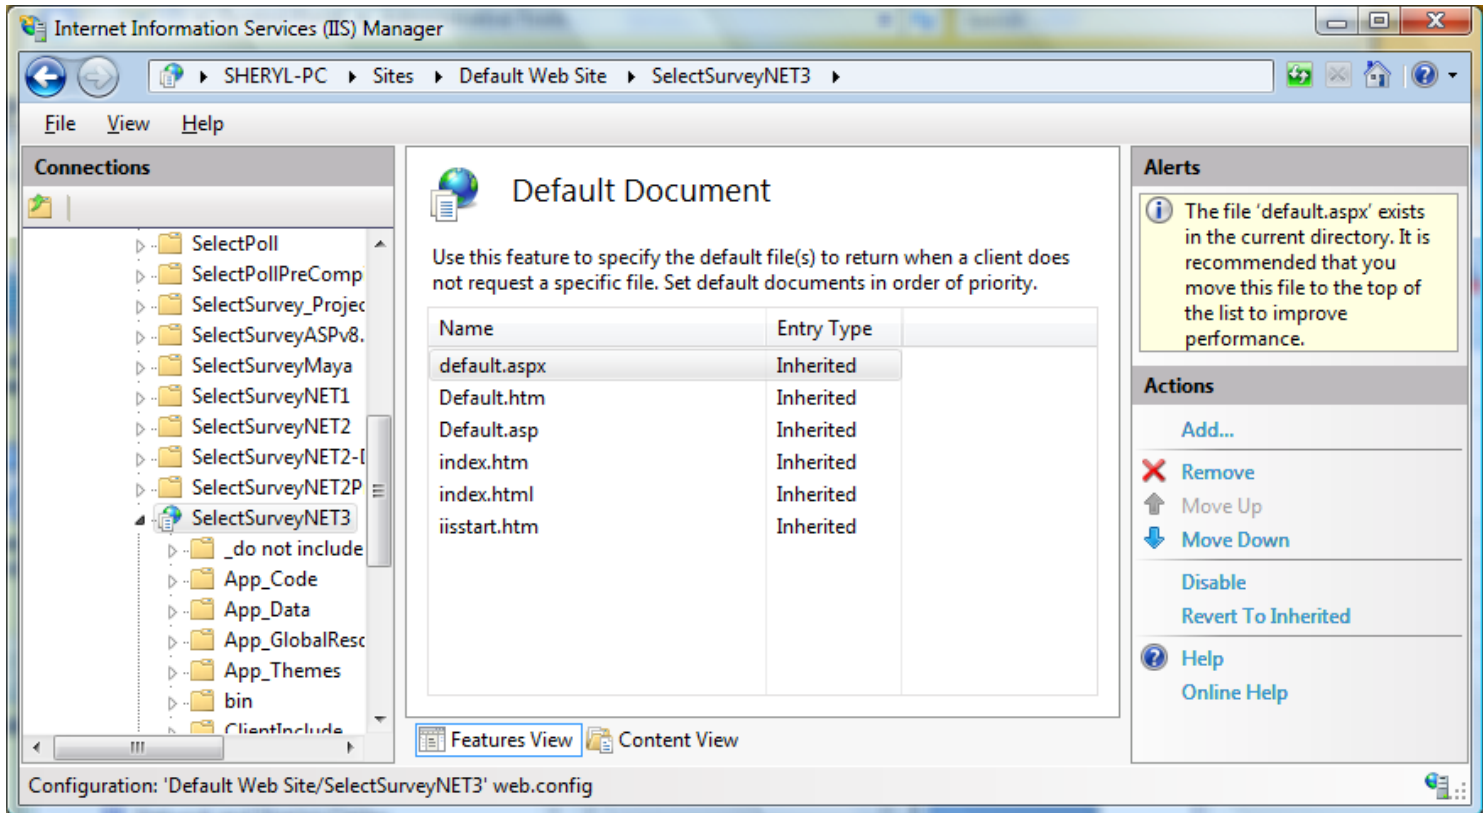 Internet Information Services (IIS) Manager
SHERYL-PC Sites Default Web Site SelectSurveyNET3
File View Help
Connections
SelectPoll
SelectPollPreComp
SelectSurvey_Projec
SelectSurveyASPv8.
SelectSurveyMaya
SelectSurveyNET1
SelectSurveyNET2
SelectSurveyNET2-D
SelectSurveyNET2P
SelectSurveyNET3
_do not include
App_Code
App_Data
App_GlobalResc
App_Themes
bin
ClientInclude
Default Document
Use this feature to specify the default file(s) to return when a client does
not request a specific file. Set default documents in order of priority.
Name Entry Type
default.aspx Inherited
Default.htm Inherited
Default.asp Inherited
index.htm Inherited
index.html Inherited
iisstart.htm Inherited
Features View Content View
Alerts
The file 'default.aspx' exists
in the current directory. It is
recommended that you
move this file to the top of
the list to improve
performance.
Actions
Add...
Remove
Move Up
Move Down
Disable
Revert To Inherited
Help
Online Help
Configuration: 'Default Web Site/SelectSurveyNET3' web.config